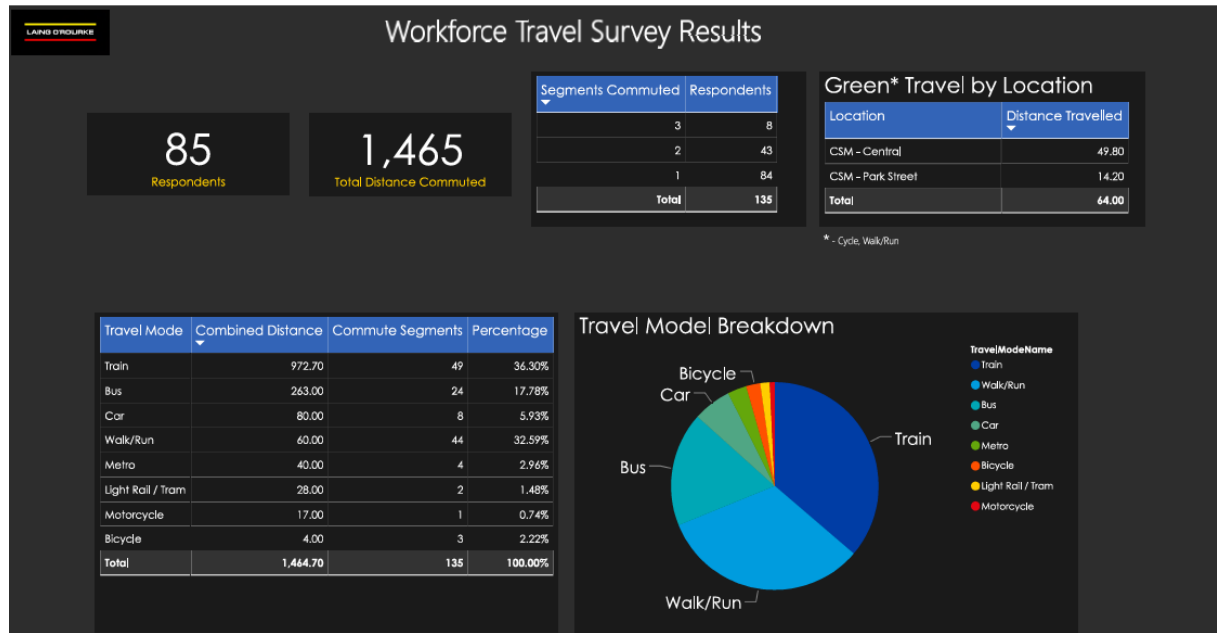 LAING O'ROURKE
Workforce Travel Survey Results
85
Respondents
1,465
Total Distance Commuted
Segments Commuted Respondents
3 8
2 43
1 84
Total 135
Green* Travel by Location
Location Distance Travelled
CSM - Central 49.80
CSM - Park Street 14.20
Total 64.00
* - Cycle, Walk/Run
Travel Mode Combined Distance Commute Segments Percentage
Train 972.70 49 36.30%
Bus 263.00 24 17.78%
Car 80.00 8 5.93%
Walk/Run 60.00 44 32.59%
Metro 40.00 4 2.96%
Light Rail / Tram 28.00 2 1.48%
Motorcycle 17.00 1 0.74%
Bicycle 4.00 3 2.22%
Total 1,464.70 135 100.00%
Travel Model Breakdown
Bicycle
Car
Bus
Train
Walk/Run
TravelModeName
Train
Walk/Run
Bus
Car
Metro
Bicycle
Light Rail / Tram
Motorcycle